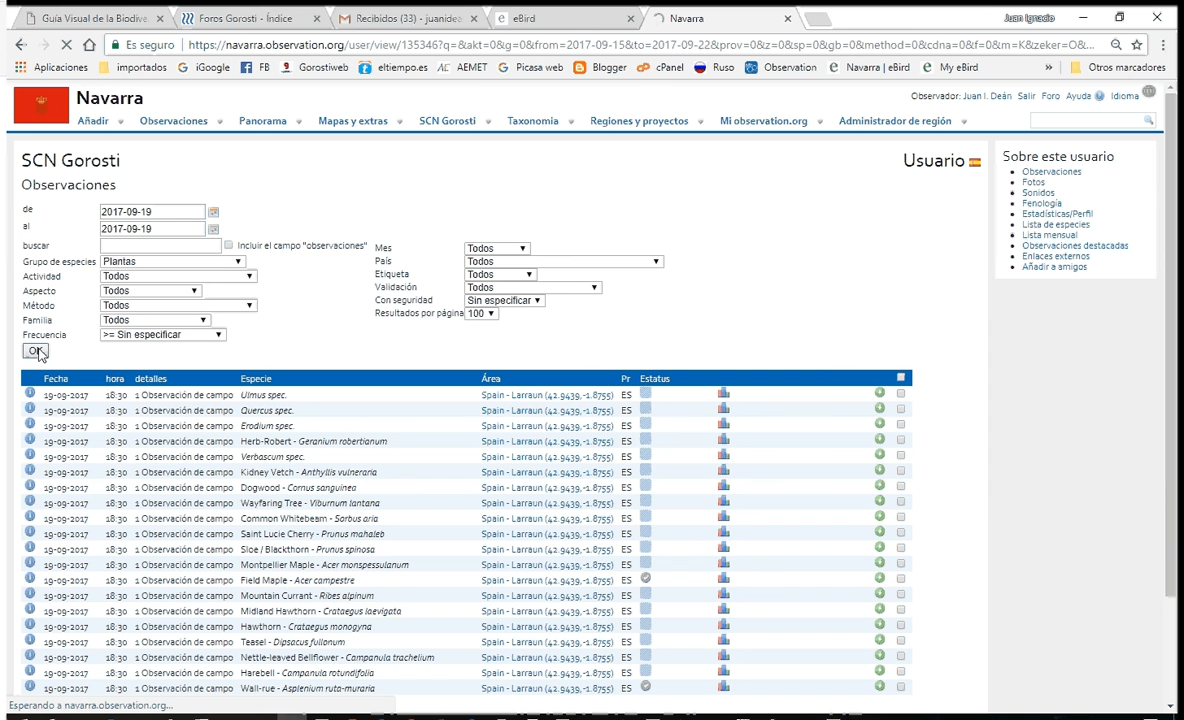 Guía Visual de la Biodive
Foros Gorosti - Índice
Recibidos (33) - juanidea
eBird
Navarra
Juan Ignacio
Es seguro
https://navarra.observation.org/user/view/135346?q=&akt=0&g=0&from=2017-09-15&to=2017-09-22&prov=0&z=0&sp=0&gb=0&method=0&cdna=0&f=0&m=K&zeker=O&...
Aplicaciones
importados
iGoogle
FB
Gorostiweb
eltiempo.es
AEMET
Picasa web
Blogger
cPanel
Ruso
Observation
Navarra | eBird
My eBird
»
Otros marcadores
Navarra
Observador: Juan I. Deán Salir Foro Ayuda Idioma
Añadir
Observaciones
Panorama
Mapas y extras
SCN Gorosti
Taxonomia
Regiones y proyectos
Mi observation.org
Administrador de región
SCN Gorosti
Usuario
Observaciones
de 2017-09-19
al 2017-09-19
buscar Incluir el campo "observaciones"
Grupo de especies Plantas
Actividad Todos
Aspecto Todos
Método Todos
Familia Todos
Frecuencia >= Sin especificar
Mes Todos
País Todos
Etiqueta Todos
Validación Todos
Con seguridad Sin especificar
Resultados por página 100
Sobre este usuario
Observaciones
Fotos
Sonidos
Fenología
Estadísticas/Perfil
Lista de especies
Lista mensual
Observaciones destacadas
Enlaces externos
Añadir a amigos
Fecha hora detalles Especie Área Pr Estatus
19-09-2017 18:30 1 Observación de campo Ulmus spec. Spain - Larraun (42.9439,-1.8755) ES
19-09-2017 18:30 1 Observación de campo Quercus spec. Spain - Larraun (42.9439,-1.8755) ES
19-09-2017 18:30 1 Observación de campo Erodium spec. Spain - Larraun (42.9439,-1.8755) ES
19-09-2017 18:30 1 Observación de campo Herb-Robert - Geranium robertianum Spain - Larraun (42.9439,-1.8755) ES
19-09-2017 18:30 1 Observación de campo Verbascum spec. Spain - Larraun (42.9439,-1.8755) ES
19-09-2017 18:30 1 Observación de campo Kidney Vetch - Anthyllis vulneraria Spain - Larraun (42.9439,-1.8755) ES
19-09-2017 18:30 1 Observación de campo Dogwood - Cornus sanguinea Spain - Larraun (42.9439,-1.8755) ES
19-09-2017 18:30 1 Observación de campo Wayfaring Tree - Viburnum lantana Spain - Larraun (42.9439,-1.8755) ES
19-09-2017 18:30 1 Observación de campo Common Whitebeam - Sorbus aria Spain - Larraun (42.9439,-1.8755) ES
19-09-2017 18:30 1 Observación de campo Saint Lucie Cherry - Prunus mahaleb Spain - Larraun (42.9439,-1.8755) ES
19-09-2017 18:30 1 Observación de campo Sloe / Blackthorn - Prunus spinosa Spain - Larraun (42.9439,-1.8755) ES
19-09-2017 18:30 1 Observación de campo Montpellier Maple - Acer monspessulanum Spain - Larraun (42.9439,-1.8755) ES
19-09-2017 18:30 1 Observación de campo Field Maple - Acer campestre Spain - Larraun (42.9439,-1.8755) ES
19-09-2017 18:30 1 Observación de campo Mountain Currant - Ribes alpinum Spain - Larraun (42.9439,-1.8755) ES
19-09-2017 18:30 1 Observación de campo Midland Hawthorn - Crataegus laevigata Spain - Larraun (42.9439,-1.8755) ES
19-09-2017 18:30 1 Observación de campo Hawthorn - Crataegus monogyna Spain - Larraun (42.9439,-1.8755) ES
19-09-2017 18:30 1 Observación de campo Teasel - Dipsacus fullonum Spain - Larraun (42.9439,-1.8755) ES
19-09-2017 18:30 1 Observación de campo Nettle-leaved Bellflower - Campanula trachelium Spain - Larraun (42.9439,-1.8755) ES
19-09-2017 18:30 1 Observación de campo Harebell - Campanula rotundifolia Spain - Larraun (42.9439,-1.8755) ES
19-09-2017 18:30 1 Observación de campo Wall-rue - Asplenium ruta-muraria Spain - Larraun (42.9439,-1.8755) ES
Esperando a navarra.observation.org...